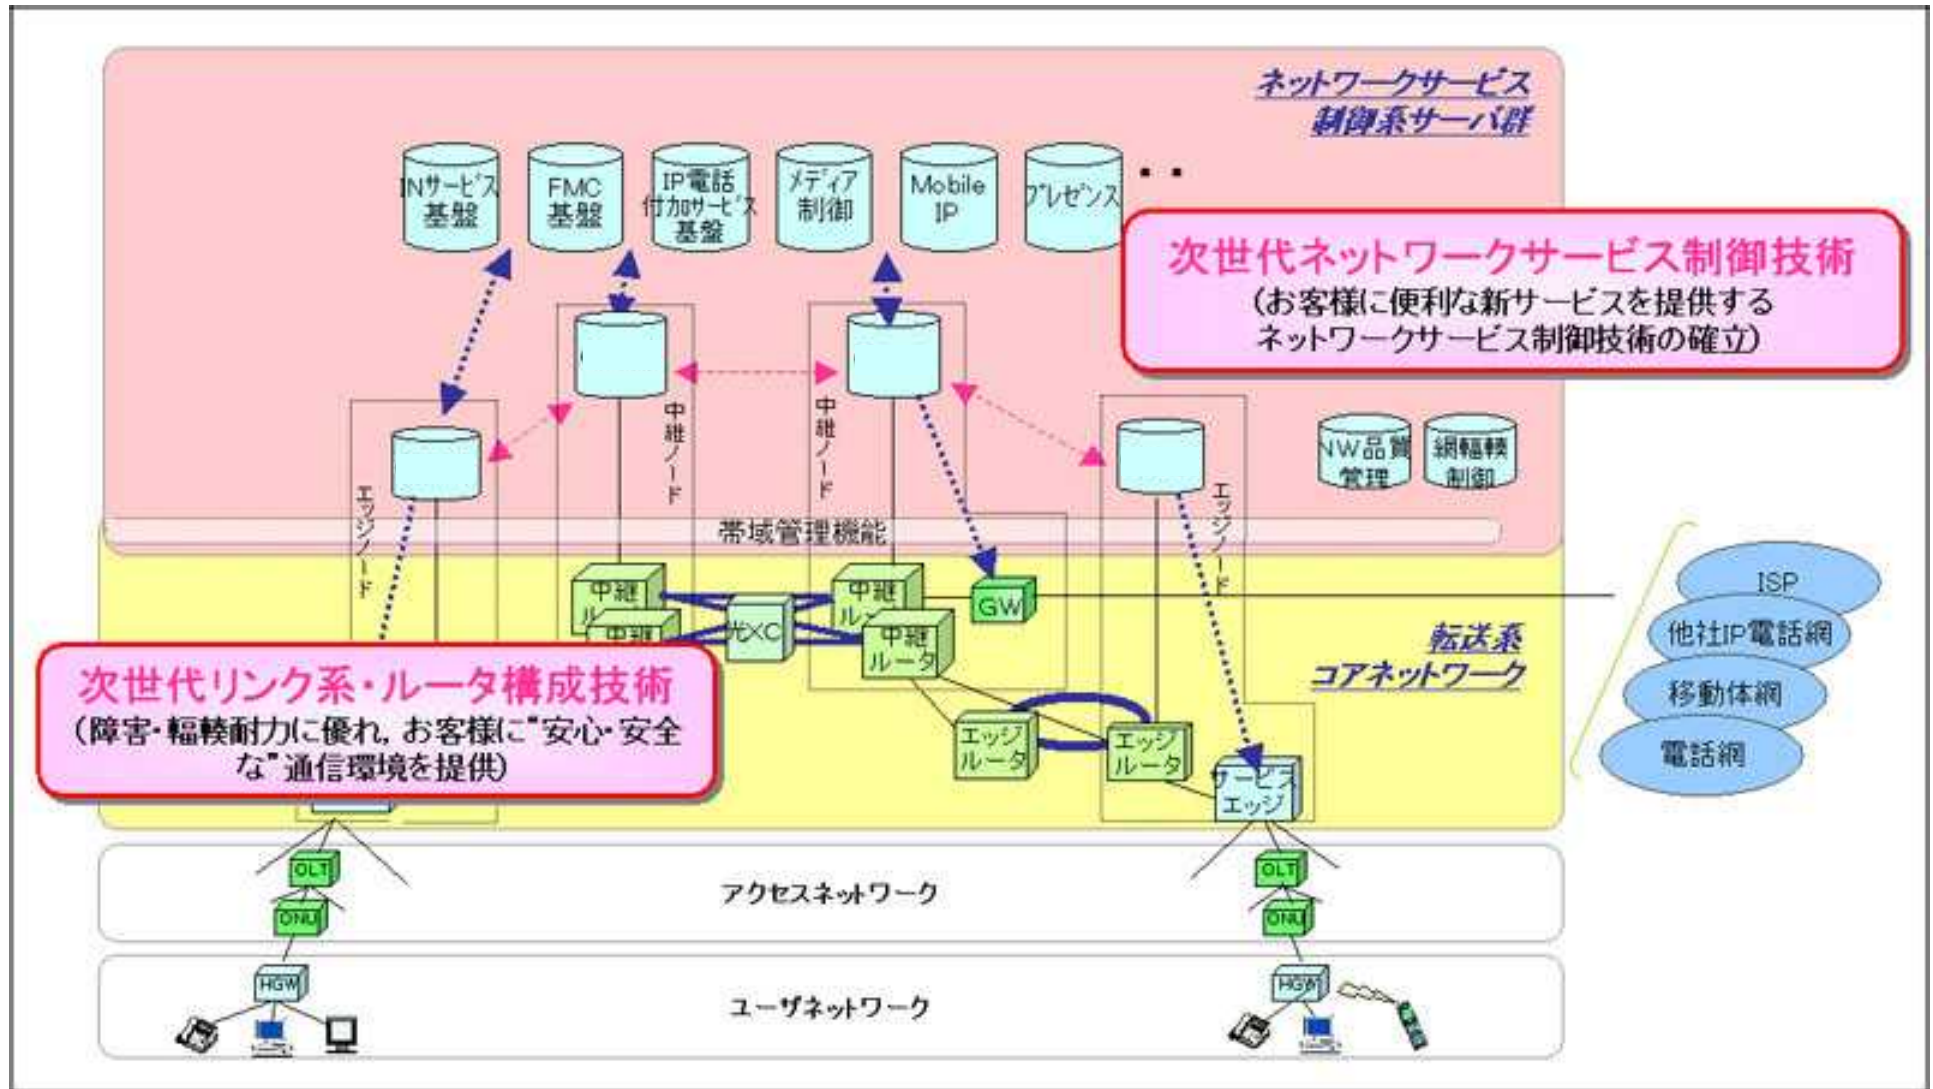 ネットワークサービス
制御系サーバ群
INサービス
基盤
FMC
基盤
IP電話
付加サービス
基盤
メディア
制御
Mobile
IP
プレゼンス
・・
次世代ネットワークサービス制御技術
(お客様に便利な新サービスを提供する
ネットワークサービス制御技術の確立)
中継ノード
中継ノード
エッジノード
エッジノード
NW品質
管理
網輻輳
制御
帯域管理機能
中継
ル
中継
光XC
中継
ル
中継
ルータ
GW
転送系
コアネットワーク
ISP
他社IP電話網
移動体網
電話網
次世代リンク系・ルータ構成技術
(障害・輻輳耐力に優れ, お客様に"安心・安全
な"通信環境を提供)
エッジ
ルータ
エッジ
ルータ
サービス
エッジ
OLT
ONU
アクセスネットワーク
OLT
ONU
HGW
ユーザネットワーク
HGW